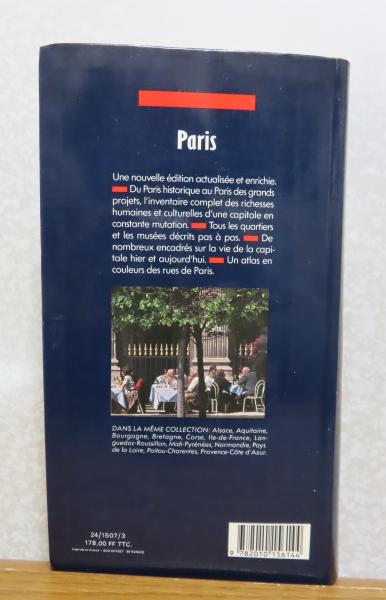 Paris
Une nouvelle édition actualisée et enrichie.
Du Paris historique au Paris des grands
projets, l'inventaire complet des richesses
humaines et culturelles d'une capitale en
constante mutation. Tous les quartiers
et les musées décrits pas à pas. De
nombreux encadrés sur la vie de la capi-
tale hier et aujourd'hui. Un atlas en
couleurs des rues de Paris.
DANS LA MÊME COLLECTION: Alsace, Aquitaine,
Bourgogne, Bretagne, Corse, Ile-de-France, Lan-
guedoc-Roussillon, Midi-Pyrénées, Normandie, Pays
de la Loire, Poitou-Charentes, Provence-Côte d'Azur.
24/1507/3
178,00 FF TTC.
Imprimé en France
9 782010 156144